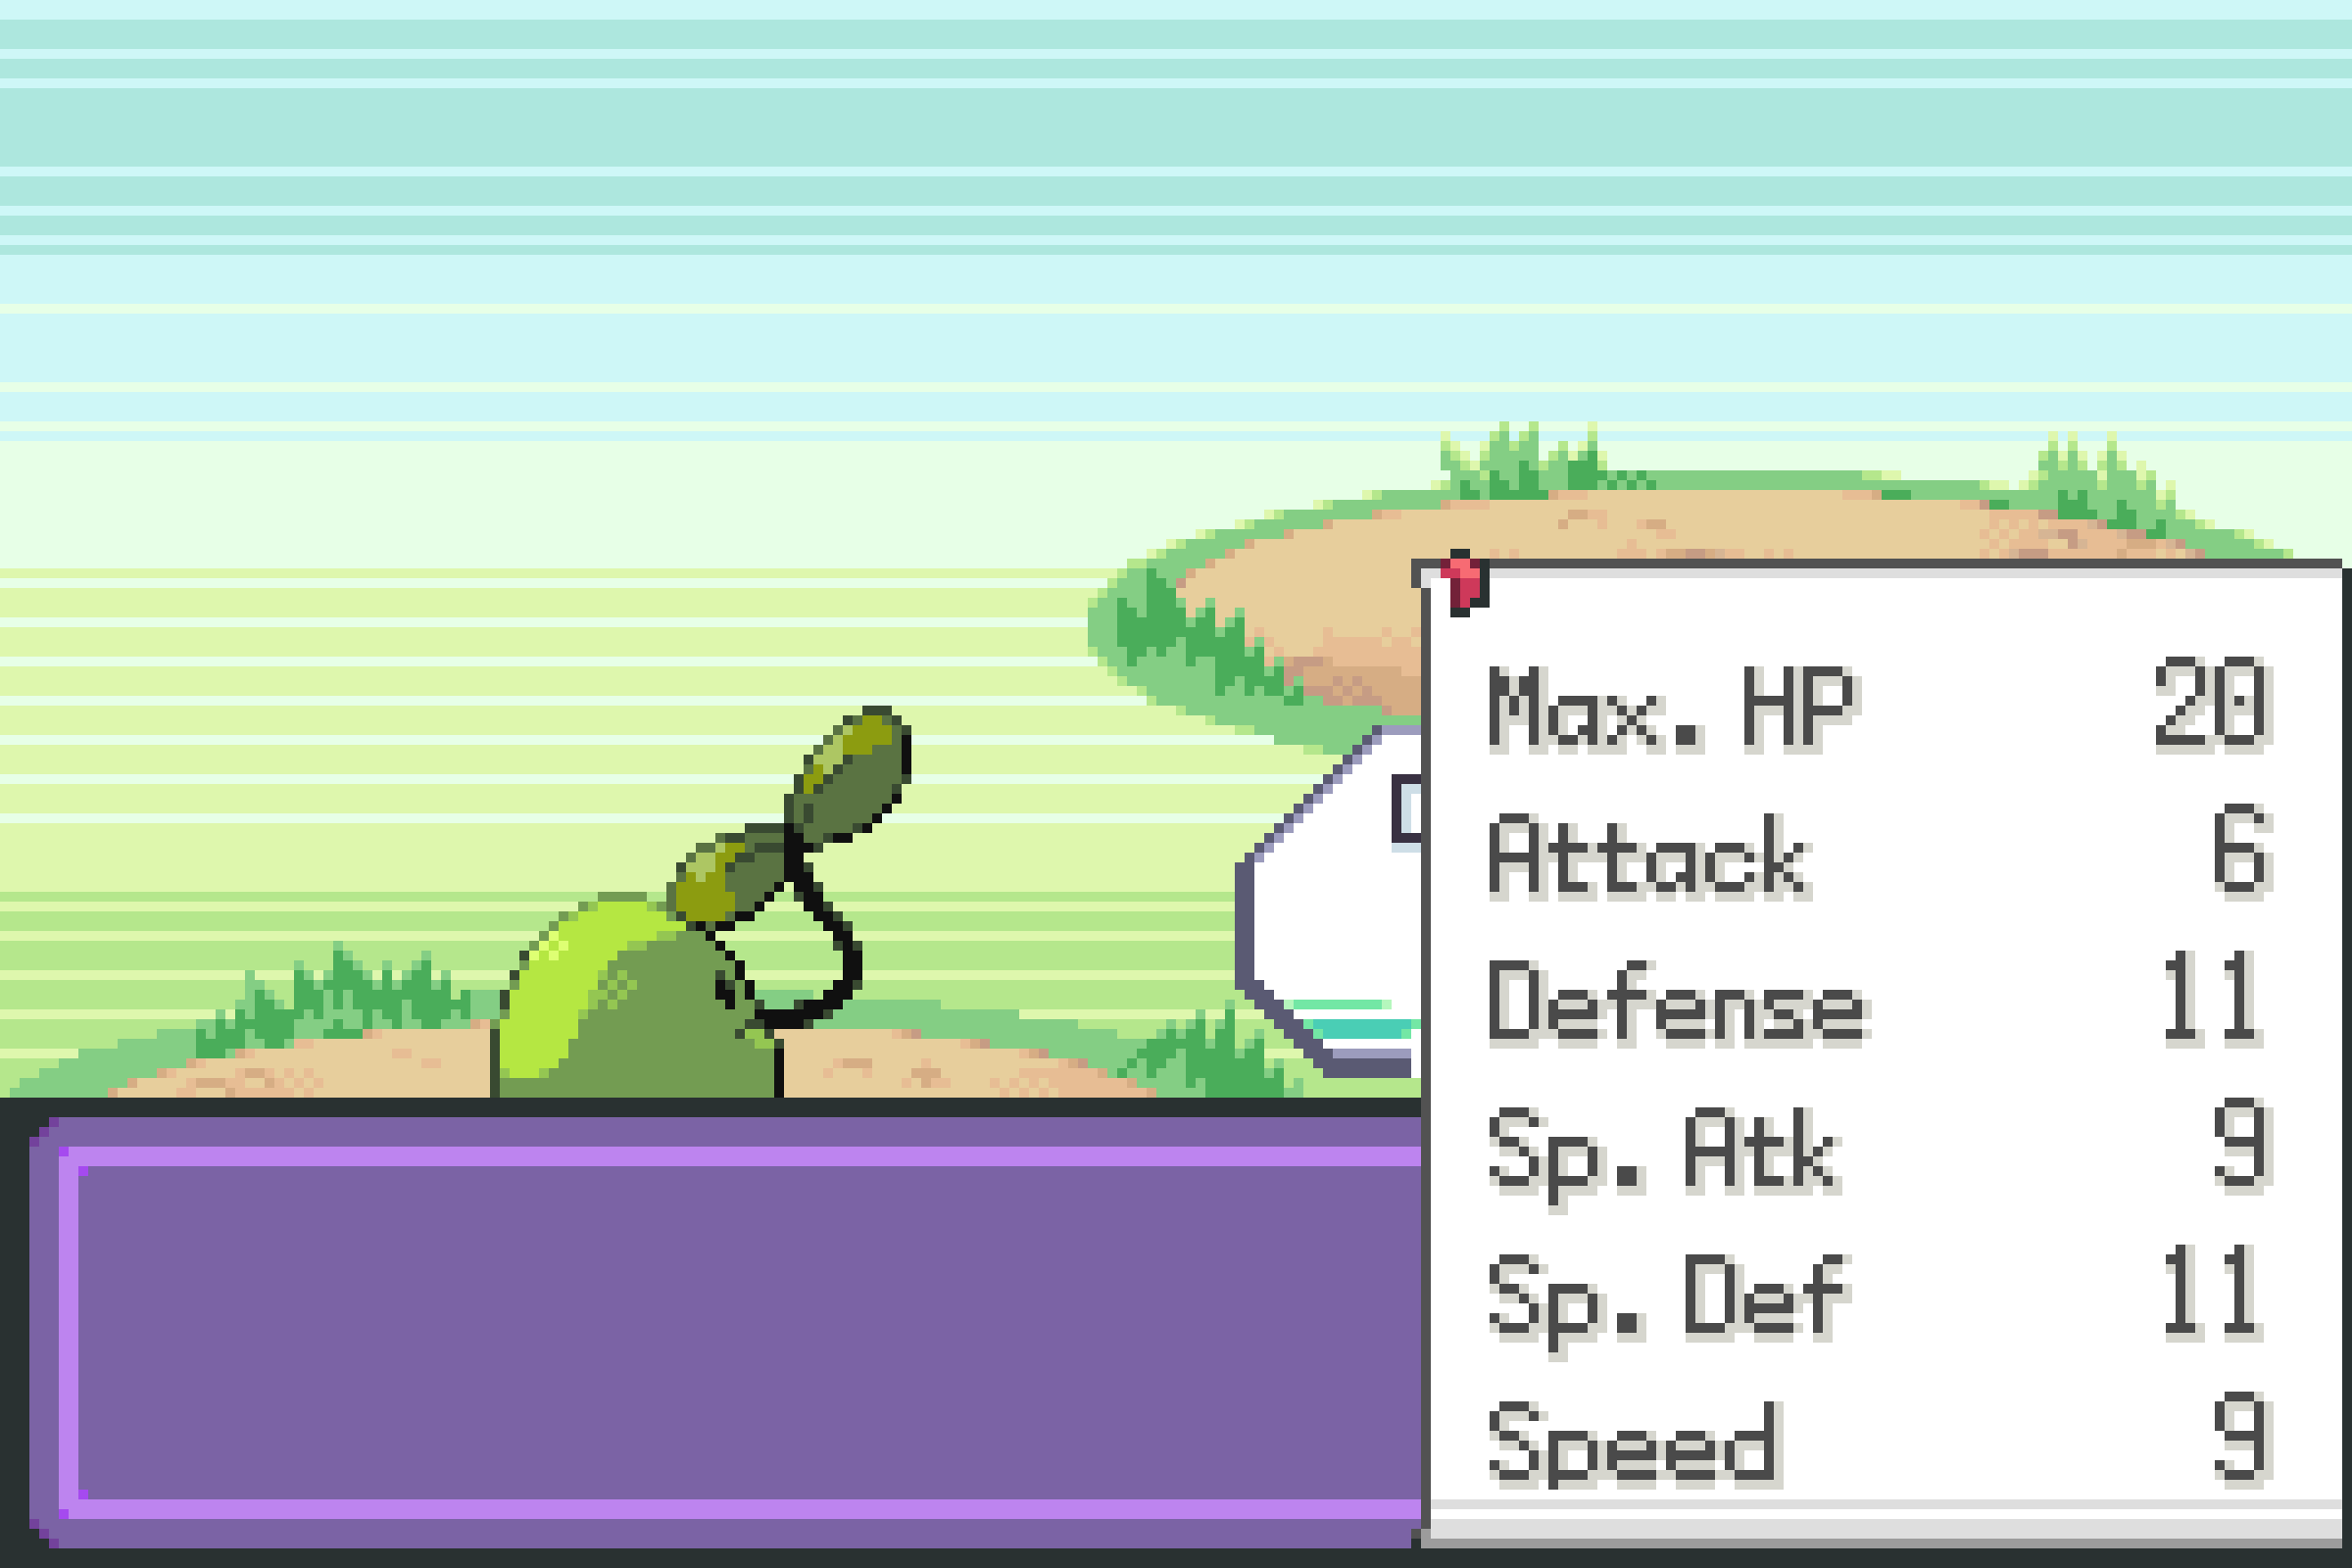 Max. HP 20
Attack 6
Defense 11
Sp. Atk 9
Sp. Def 11
Speed 9